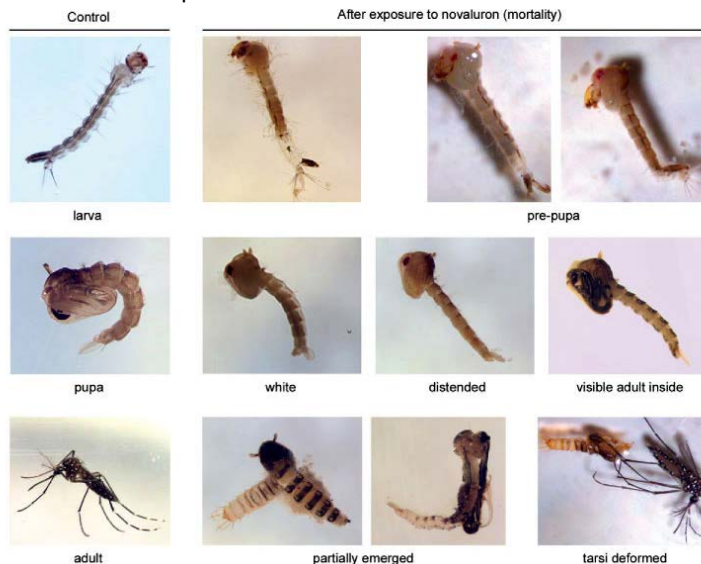 Control
After exposure to novaluron (mortality)
larva
pre-pupa
pupa
white
distended
visible adult inside
adult
partially emerged
tarsi deformed